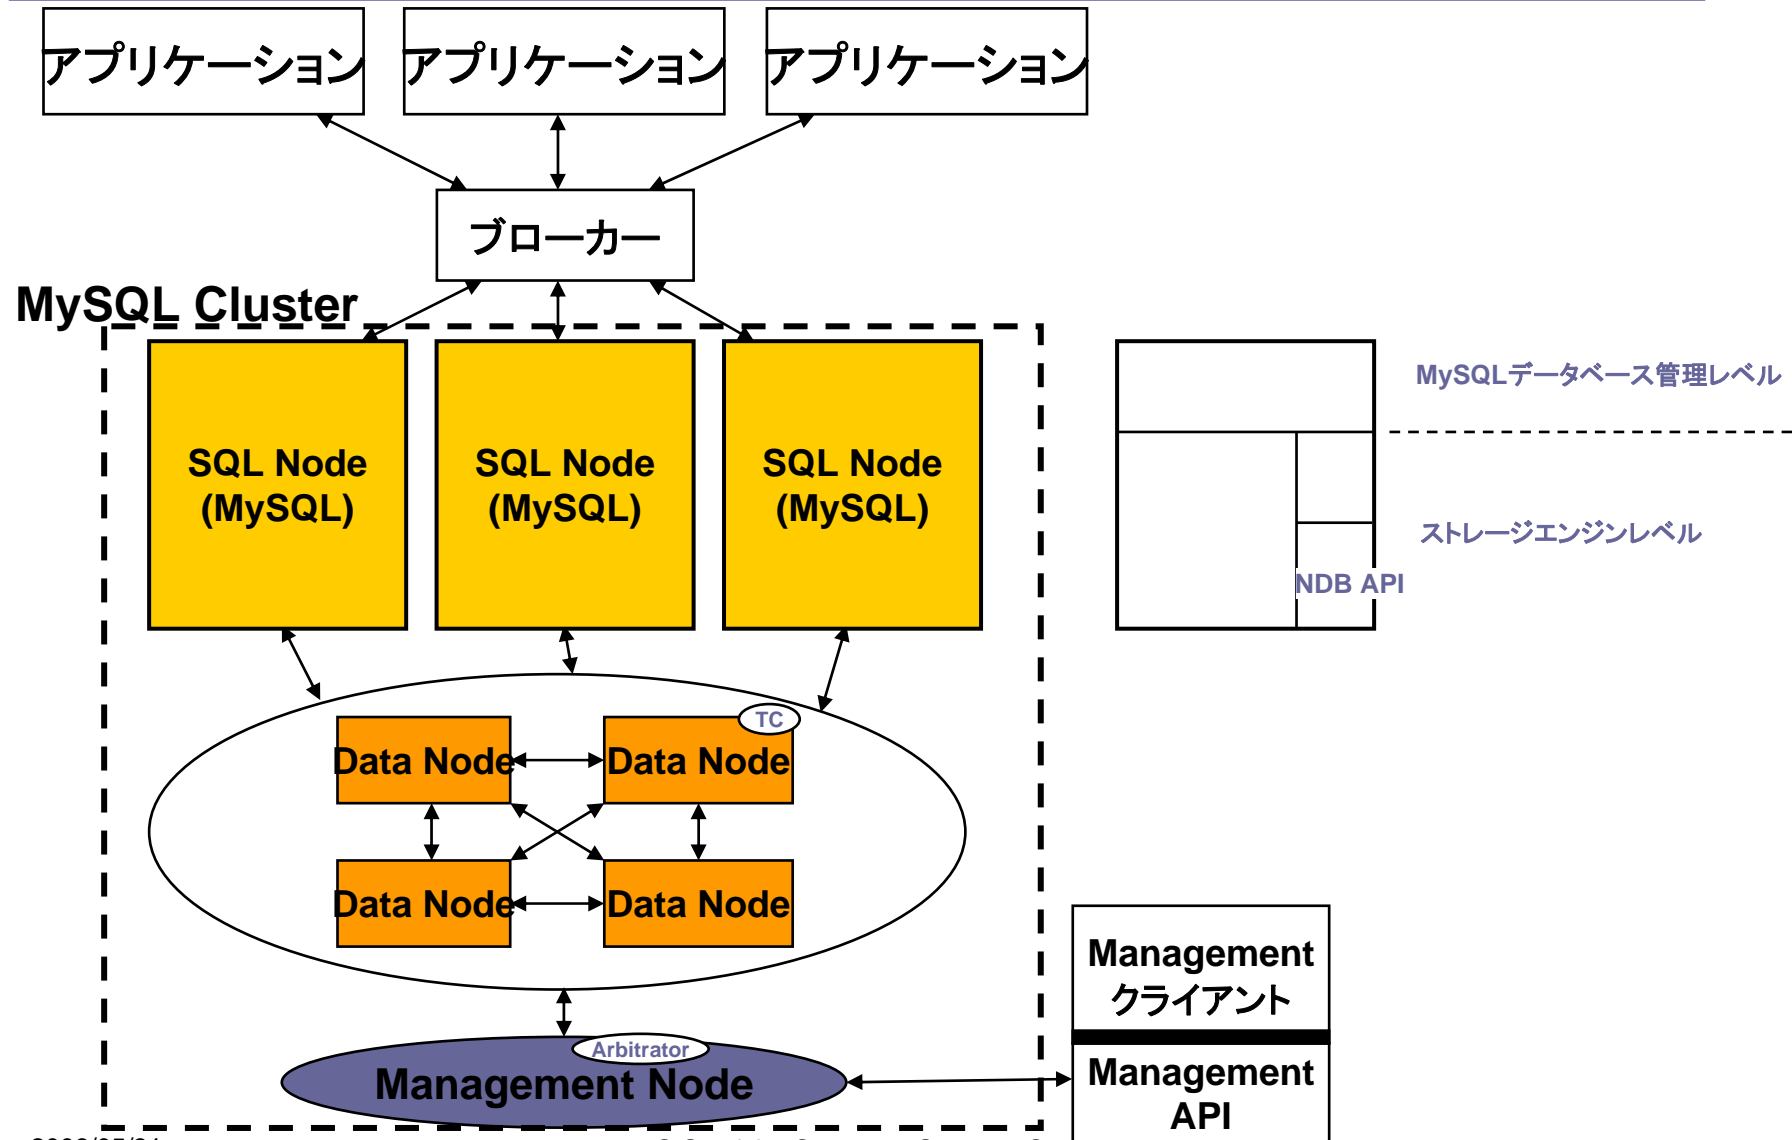 アプリケーション
アプリケーション
アプリケーション
ブローカー
MySQL Cluster
SQL Node
(MySQL)
SQL Node
(MySQL)
SQL Node
(MySQL)
MySQLデータベース管理レベル
ストレージエンジンレベル
NDB API
TC
Data Node
Data Node
Data Node
Data Node
Arbitrator
Management Node
Management
クライアント
Management
API